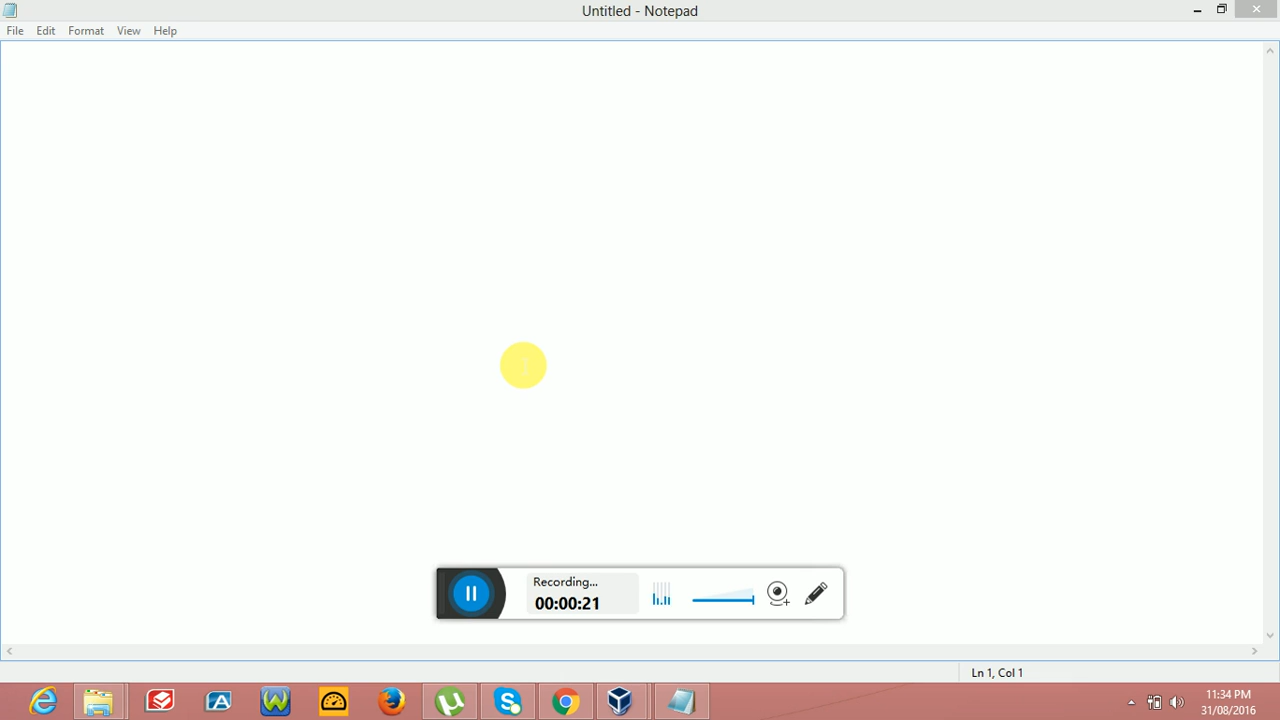 Untitled - Notepad
File Edit Format View Help
Recording...
00:00:21
Ln 1, Col 1
11:34 PM
31/08/2016